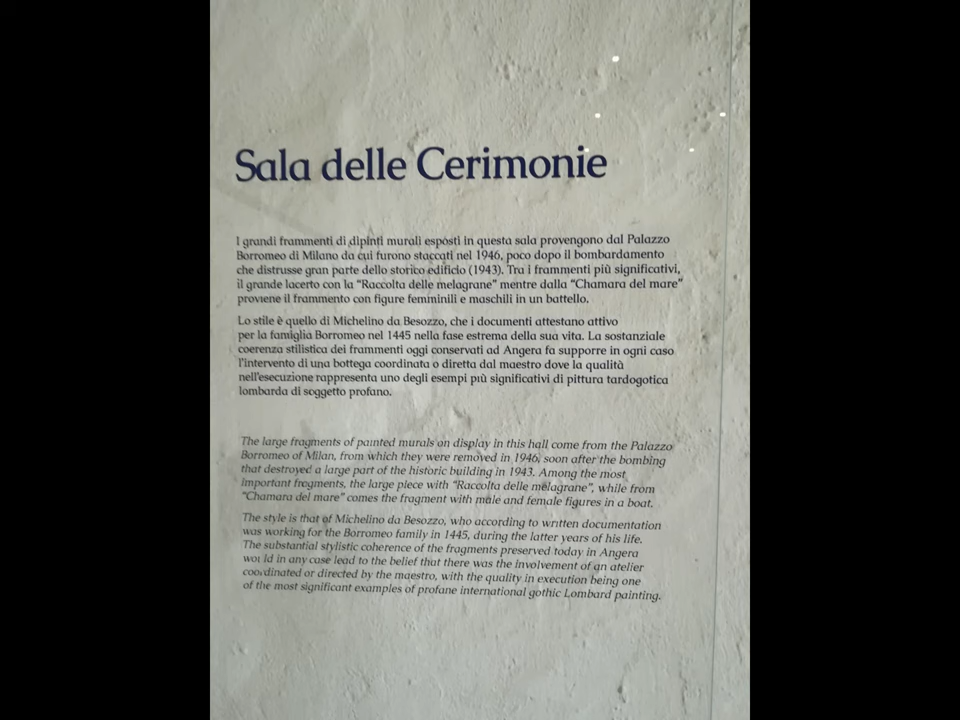 Sala delle Cerimonie
I grandi frammenti di dipinti murali esposti in questa sala provengono dal Palazzo
Borromeo di Milano da cui furono staccati nel 1946, poco dopo il bombardamento
che distrusse gran parte dello storico edificio (1943). Tra i frammenti più significativi,
il grande lacerto con la “Raccolta delle melagrane” mentre dalla “Chamara del mare”
proviene il frammento con figure femminili e maschili in un battello.
Lo stile è quello di Michelino da Besozzo, che i documenti attestano attivo
per la famiglia Borromeo nel 1445 nella fase estrema della sua vita. La sostanziale
coerenza stilistica dei frammenti oggi conservati ad Angera fa supporre in ogni caso
l'intervento di una bottega coordinata o diretta dal maestro dove la qualità
nell'esecuzione rappresenta uno degli esempi più significativi di pittura tardogotica
lombarda di soggetto profano.
The large fragments of painted murals on display in this hall come from the Palazzo
Borromeo of Milan, from which they were removed in 1946, soon after the bombing
that destroyed a large part of the historic building in 1943. Among the most
important fragments, the large piece with “Raccolta delle melagrane”, while from
“Chamara del mare” comes the fragment with male and female figures in a boat.
The style is that of Michelino da Besozzo, who according to written documentation
was working for the Borromeo family in 1445, during the latter years of his life.
The substantial stylistic coherence of the fragments preserved today in Angera
would in any case lead to the belief that there was the involvement of an atelier
coordinated or directed by the maestro, with the quality in execution being one
of the most significant examples of profane international gothic Lombard painting.